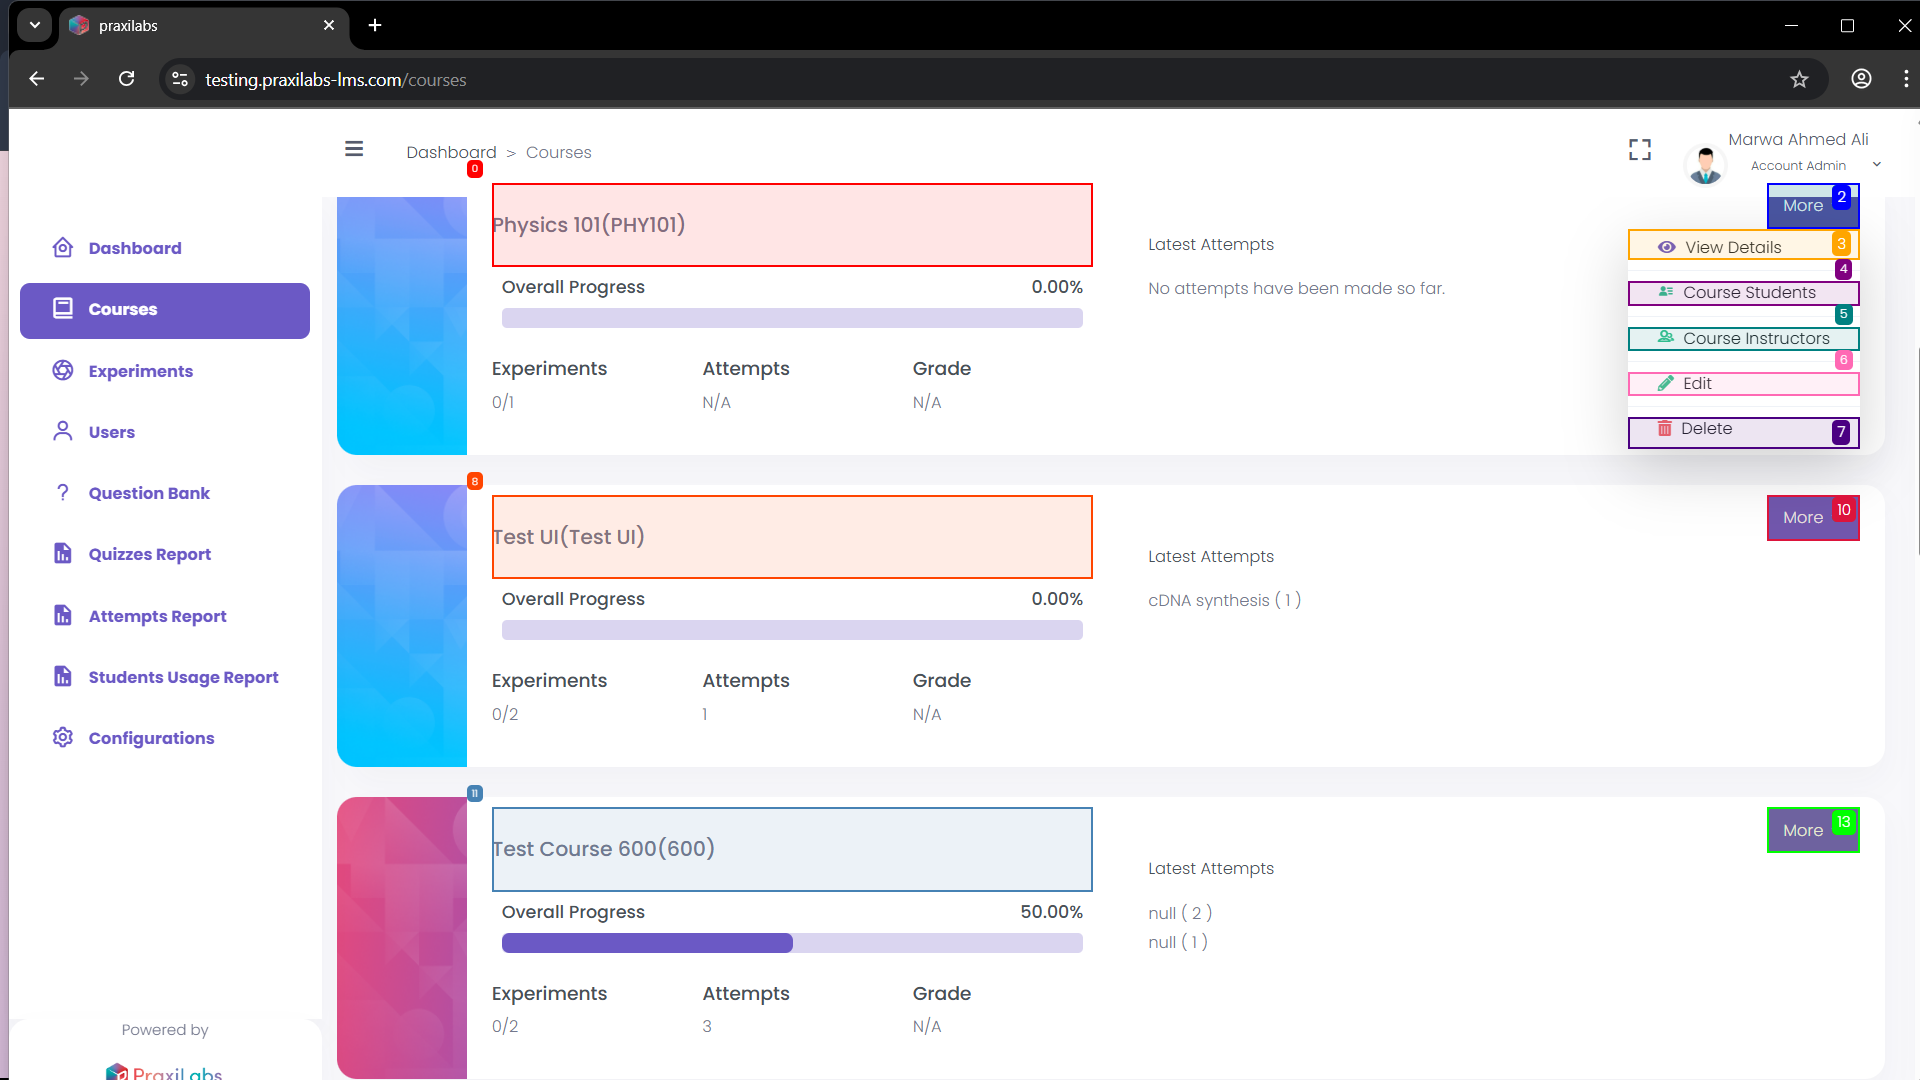 praxilabs
testing.praxilabs-lms.com/courses
Dashboard > Courses
Marwa Ahmed Ali
Account Admin
Dashboard
Courses
Experiments
Users
Question Bank
Quizzes Report
Attempts Report
Students Usage Report
Configurations
Powered by
PraxiLabs
0
Physics 101(PHY101)
Overall Progress 0.00%
Experiments Attempts Grade
0/1 N/A N/A
Latest Attempts
No attempts have been made so far.
More 2
View Details 3
4
Course Students
5
Course Instructors
6
Edit
Delete 7
8
Test UI(Test UI)
Overall Progress 0.00%
Experiments Attempts Grade
0/2 1 N/A
Latest Attempts
cDNA synthesis ( 1 )
More 10
11
Test Course 600(600)
Overall Progress 50.00%
Experiments Attempts Grade
0/2 3 N/A
Latest Attempts
null ( 2 )
null ( 1 )
More 13